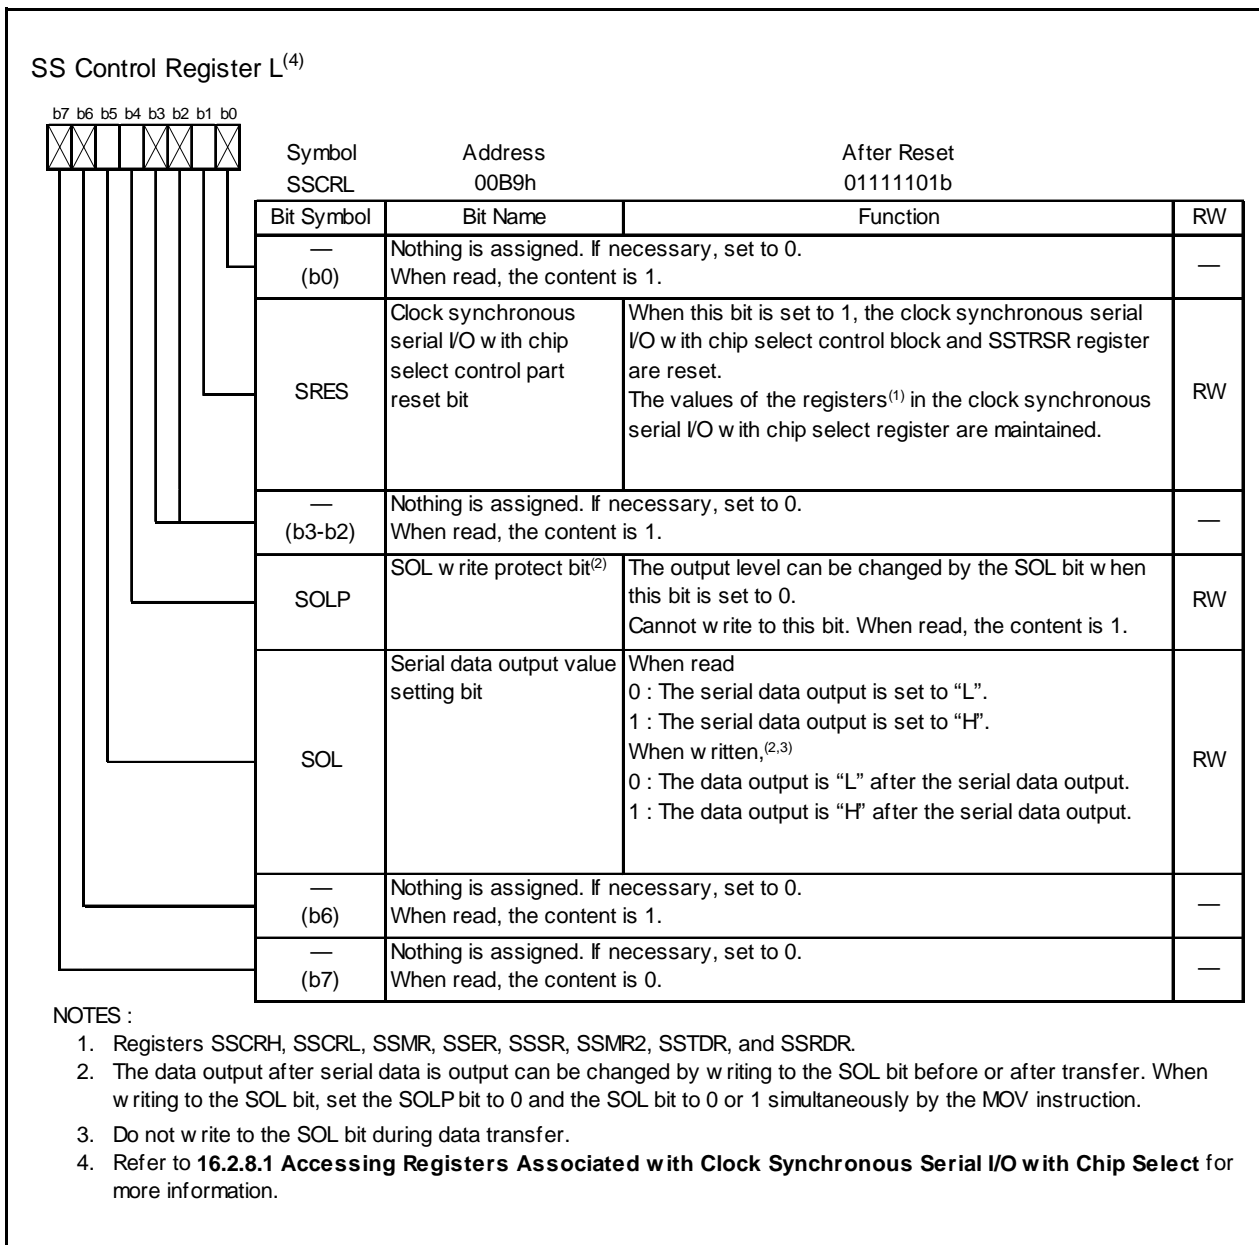 SS Control Register L(4)
b7 b6 b5 b4 b3 b2 b1 b0
Symbol Address After Reset
SSCRL 00B9h 01111101b
Bit Symbol Bit Name Function RW
— Nothing is assigned. If necessary, set to 0.
(b0) When read, the content is 1. —
Clock synchronous When this bit is set to 1, the clock synchronous serial
serial I/O with chip I/O with chip select control block and SSTRSR register
select control part are reset.
SRES reset bit The values of the registers(1) in the clock synchronous RW
serial I/O with chip select register are maintained.
— Nothing is assigned. If necessary, set to 0.
(b3-b2) When read, the content is 1. —
SOL write protect bit(2) The output level can be changed by the SOL bit when
SOLP this bit is set to 0. RW
Cannot write to this bit. When read, the content is 1.
Serial data output value When read
setting bit 0 : The serial data output is set to “L”.
1 : The serial data output is set to “H”.
SOL When written,(2,3) RW
0 : The data output is “L” after the serial data output.
1 : The data output is “H” after the serial data output.
— Nothing is assigned. If necessary, set to 0.
(b6) When read, the content is 1. —
— Nothing is assigned. If necessary, set to 0.
(b7) When read, the content is 0. —
NOTES :
1. Registers SSCRH, SSCRL, SSMR, SSER, SSSR, SSMR2, SSTDR, and SSRDR.
2. The data output after serial data is output can be changed by writing to the SOL bit before or after transfer. When
writing to the SOL bit, set the SOLP bit to 0 and the SOL bit to 0 or 1 simultaneously by the MOV instruction.
3. Do not write to the SOL bit during data transfer.
4. Refer to 16.2.8.1 Accessing Registers Associated with Clock Synchronous Serial I/O with Chip Select for
more information.